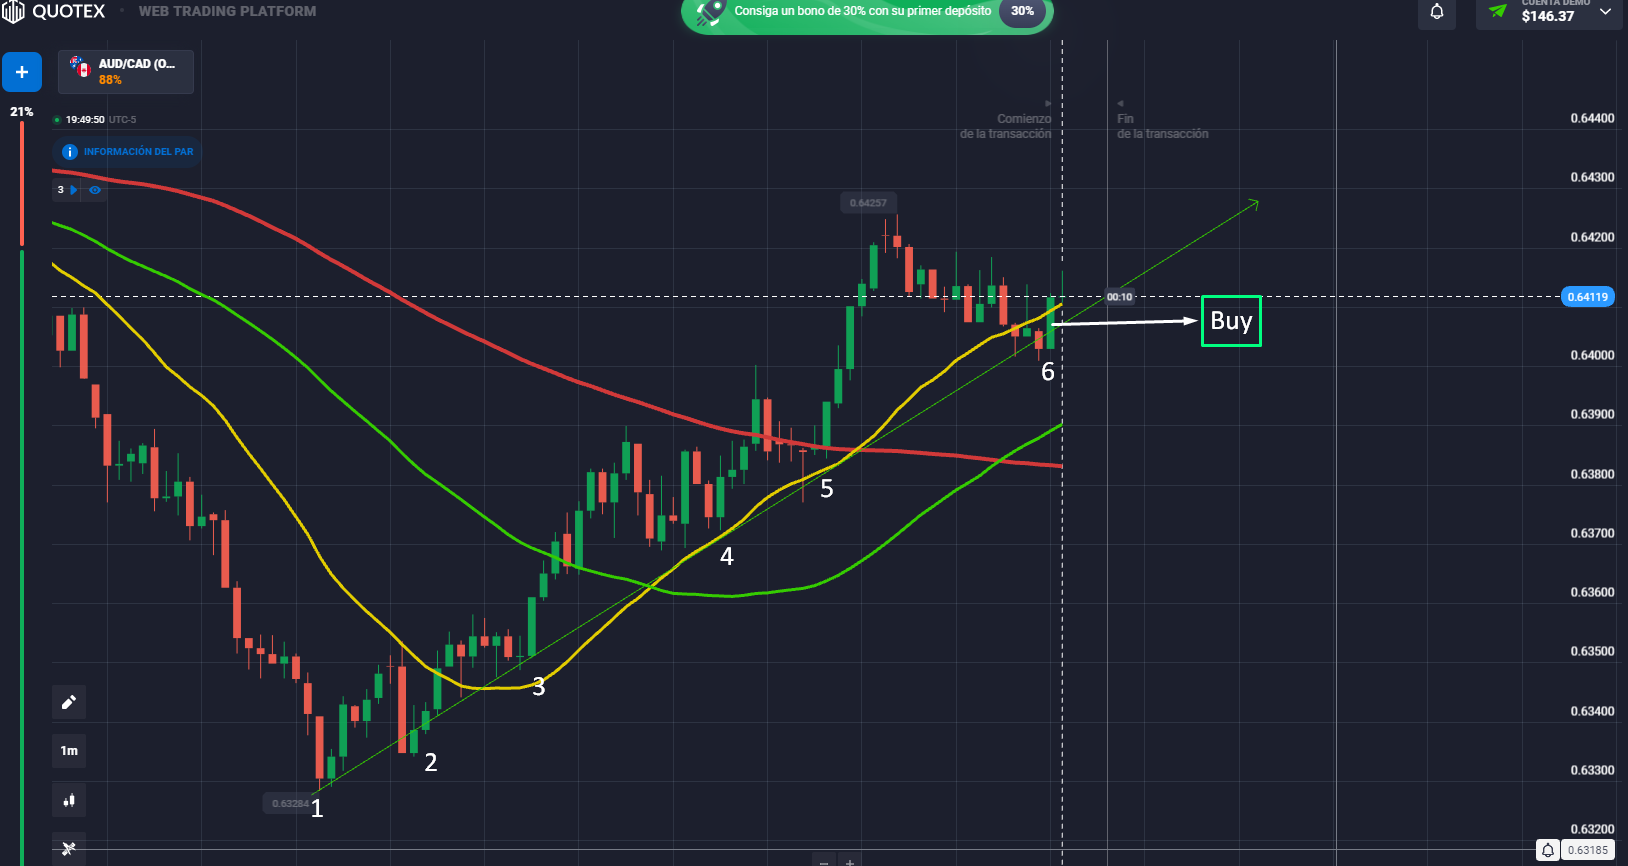 QUOTEX
WEB TRADING PLATFORM
Consiga un bono de 30% con su primer depósito
30%
CUENTA DEMO
$146.37
+
AUD/CAD (O...
88%
21%
19:49:50 UTC-5
INFORMACIÓN DEL PAR
3
Comienzo
de la transacción
Fin
de la transacción
0.64257
00:10
Buy
0.63284
1
2
3
4
5
6
0.64400
0.64300
0.64200
0.64119
0.64000
0.63900
0.63800
0.63700
0.63600
0.63500
0.63400
0.63300
0.63200
0.63185
1m
− +